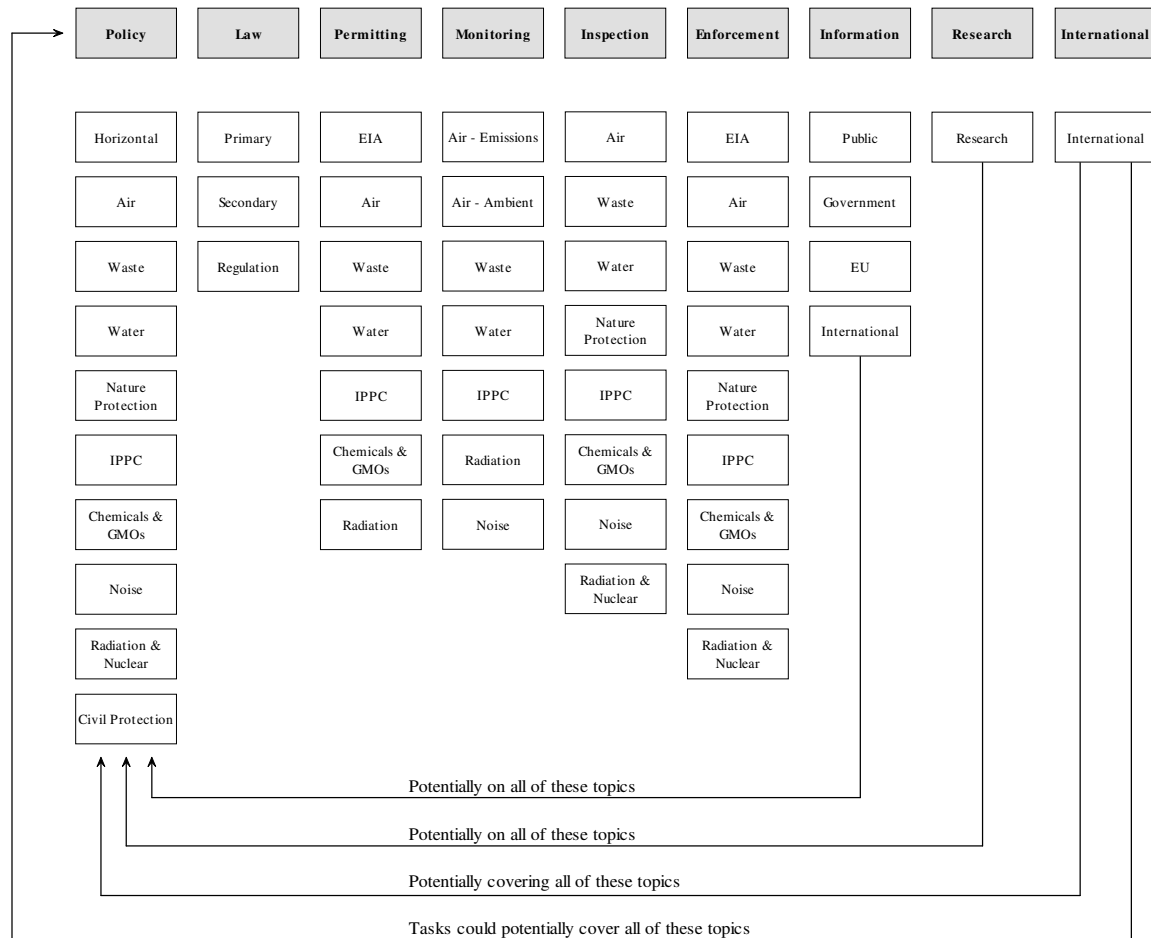 Policy
Law
Permitting
Monitoring
Inspection
Enforcement
Information
Research
International
Horizontal
Primary
EIA
Air - Emissions
Air
EIA
Public
Research
International
Air
Secondary
Air
Air - Ambient
Waste
Air
Government
Waste
Regulation
Waste
Waste
Water
Waste
EU
Water
Water
Water
Nature
Protection
Water
International
Nature
Protection
IPPC
IPPC
IPPC
Nature
Protection
IPPC
Chemicals &
GMOs
Radiation
Chemicals &
GMOs
IPPC
Chemicals &
GMOs
Radiation
Noise
Noise
Chemicals &
GMOs
Noise
Radiation &
Nuclear
Noise
Radiation &
Nuclear
Radiation &
Nuclear
Civil Protection
Potentially on all of these topics
Potentially on all of these topics
Potentially covering all of these topics
Tasks could potentially cover all of these topics